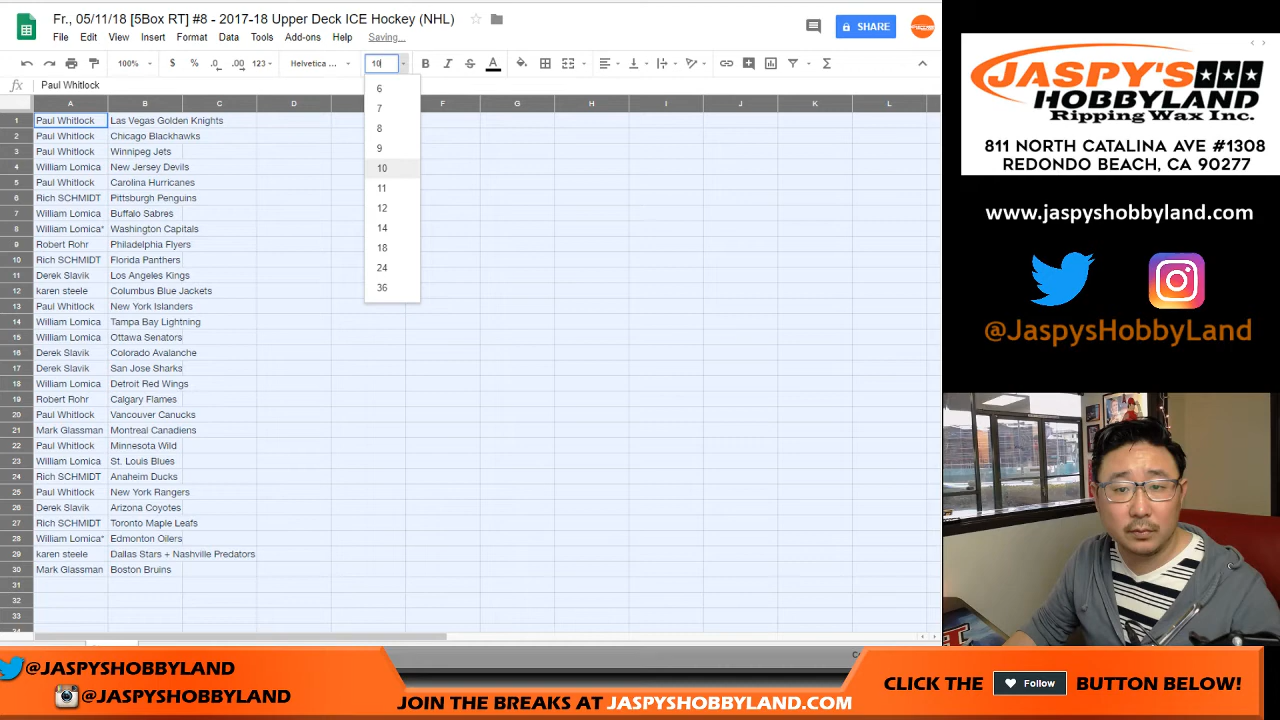 Fr., 05/11/18 [5Box RT] #8 - 2017-18 Upper Deck ICE Hockey (NHL)
File Edit View Insert Format Data Tools Add-ons Help Saving...
SHARE
100% $ % .0 .00 123 Helvetica ... 10 B I S A
fx Paul Whitlock
A B C D F G H I J K L
1 Paul Whitlock Las Vegas Golden Knights
2 Paul Whitlock Chicago Blackhawks
3 Paul Whitlock Winnipeg Jets
4 William Lomica New Jersey Devils
5 Paul Whitlock Carolina Hurricanes
6 Rich SCHMIDT Pittsburgh Penguins
7 William Lomica Buffalo Sabres
8 William Lomica* Washington Capitals
9 Robert Rohr Philadelphia Flyers
10 Rich SCHMIDT Florida Panthers
11 Derek Slavik Los Angeles Kings
12 karen steele Columbus Blue Jackets
13 Paul Whitlock New York Islanders
14 William Lomica Tampa Bay Lightning
15 William Lomica Ottawa Senators
16 Derek Slavik Colorado Avalanche
17 Derek Slavik San Jose Sharks
18 William Lomica Detroit Red Wings
19 Robert Rohr Calgary Flames
20 Paul Whitlock Vancouver Canucks
21 Mark Glassman Montreal Canadiens
22 Paul Whitlock Minnesota Wild
23 William Lomica St. Louis Blues
24 Rich SCHMIDT Anaheim Ducks
25 Paul Whitlock New York Rangers
26 Derek Slavik Arizona Coyotes
27 Rich SCHMIDT Toronto Maple Leafs
28 William Lomica* Edmonton Oilers
29 karen steele Dallas Stars + Nashville Predators
30 Mark Glassman Boston Bruins
31
32
33
6
7
8
9
10
11
12
14
18
24
36
JASPY'S
HOBBYLAND
Ripping Wax Inc.
811 NORTH CATALINA AVE #1308
REDONDO BEACH, CA 90277
www.jaspyshobbyland.com
@JaspysHobbyLand
@JASPYSHOBBYLAND
@JASPYSHOBBYLAND
JOIN THE BREAKS AT JASPYSHOBBYLAND.COM
CLICK THE Follow BUTTON BELOW!